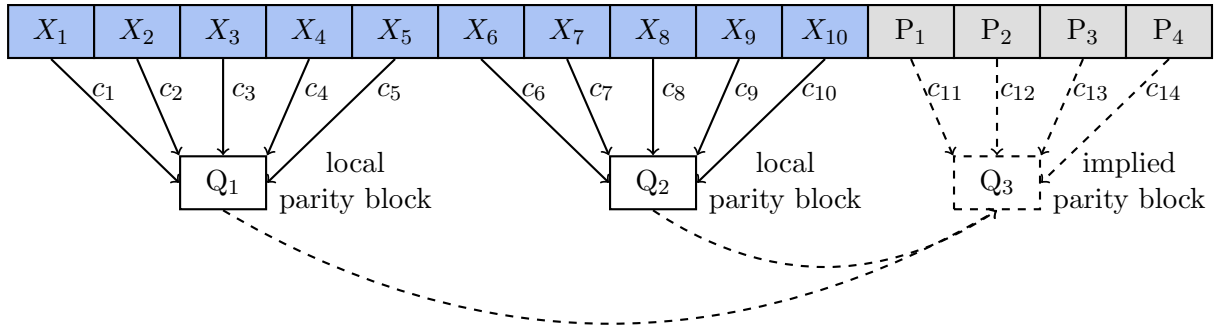 X1 X2 X3 X4 X5 X6 X7 X8 X9 X10 P1 P2 P3 P4
c1 c2 c3 c4 c5 c6 c7 c8 c9 c10 c11 c12 c13 c14
Q1 local Q2 local Q3 implied
parity block parity block parity block